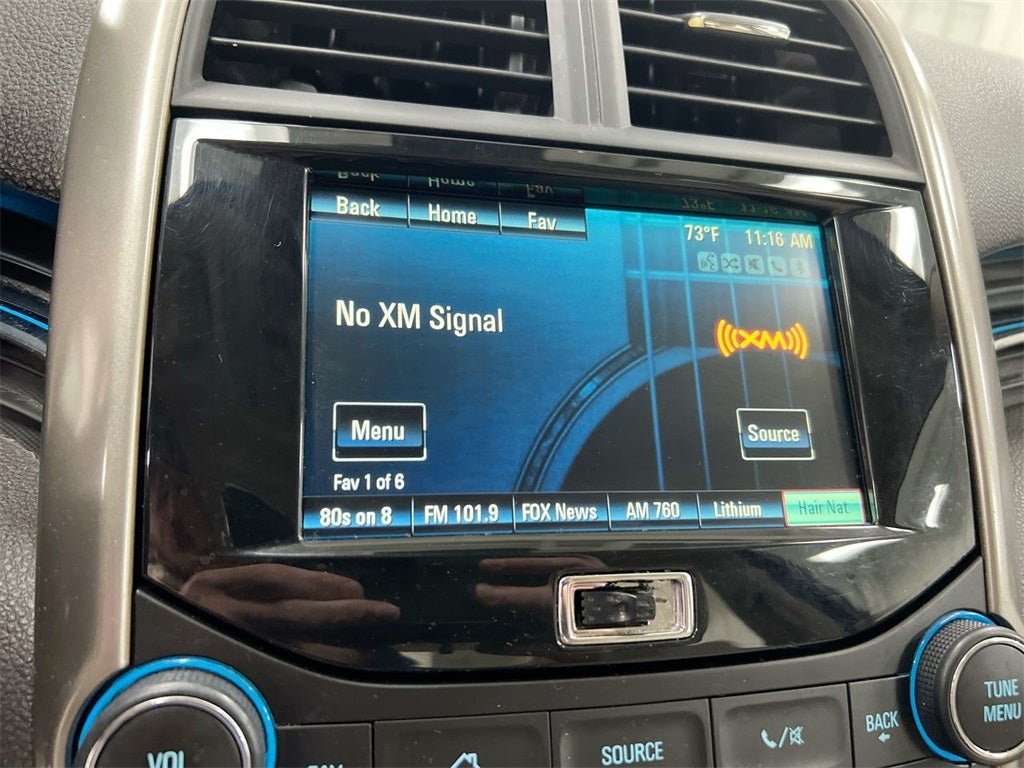 Back Home Fav
73°F 11:16 AM
No XM Signal
((XM))
Menu
Source
Fav 1 of 6
80s on 8 FM 101.9 FOX News AM 760 Lithium Hair Nat
VOL
SOURCE
BACK
TUNE
MENU